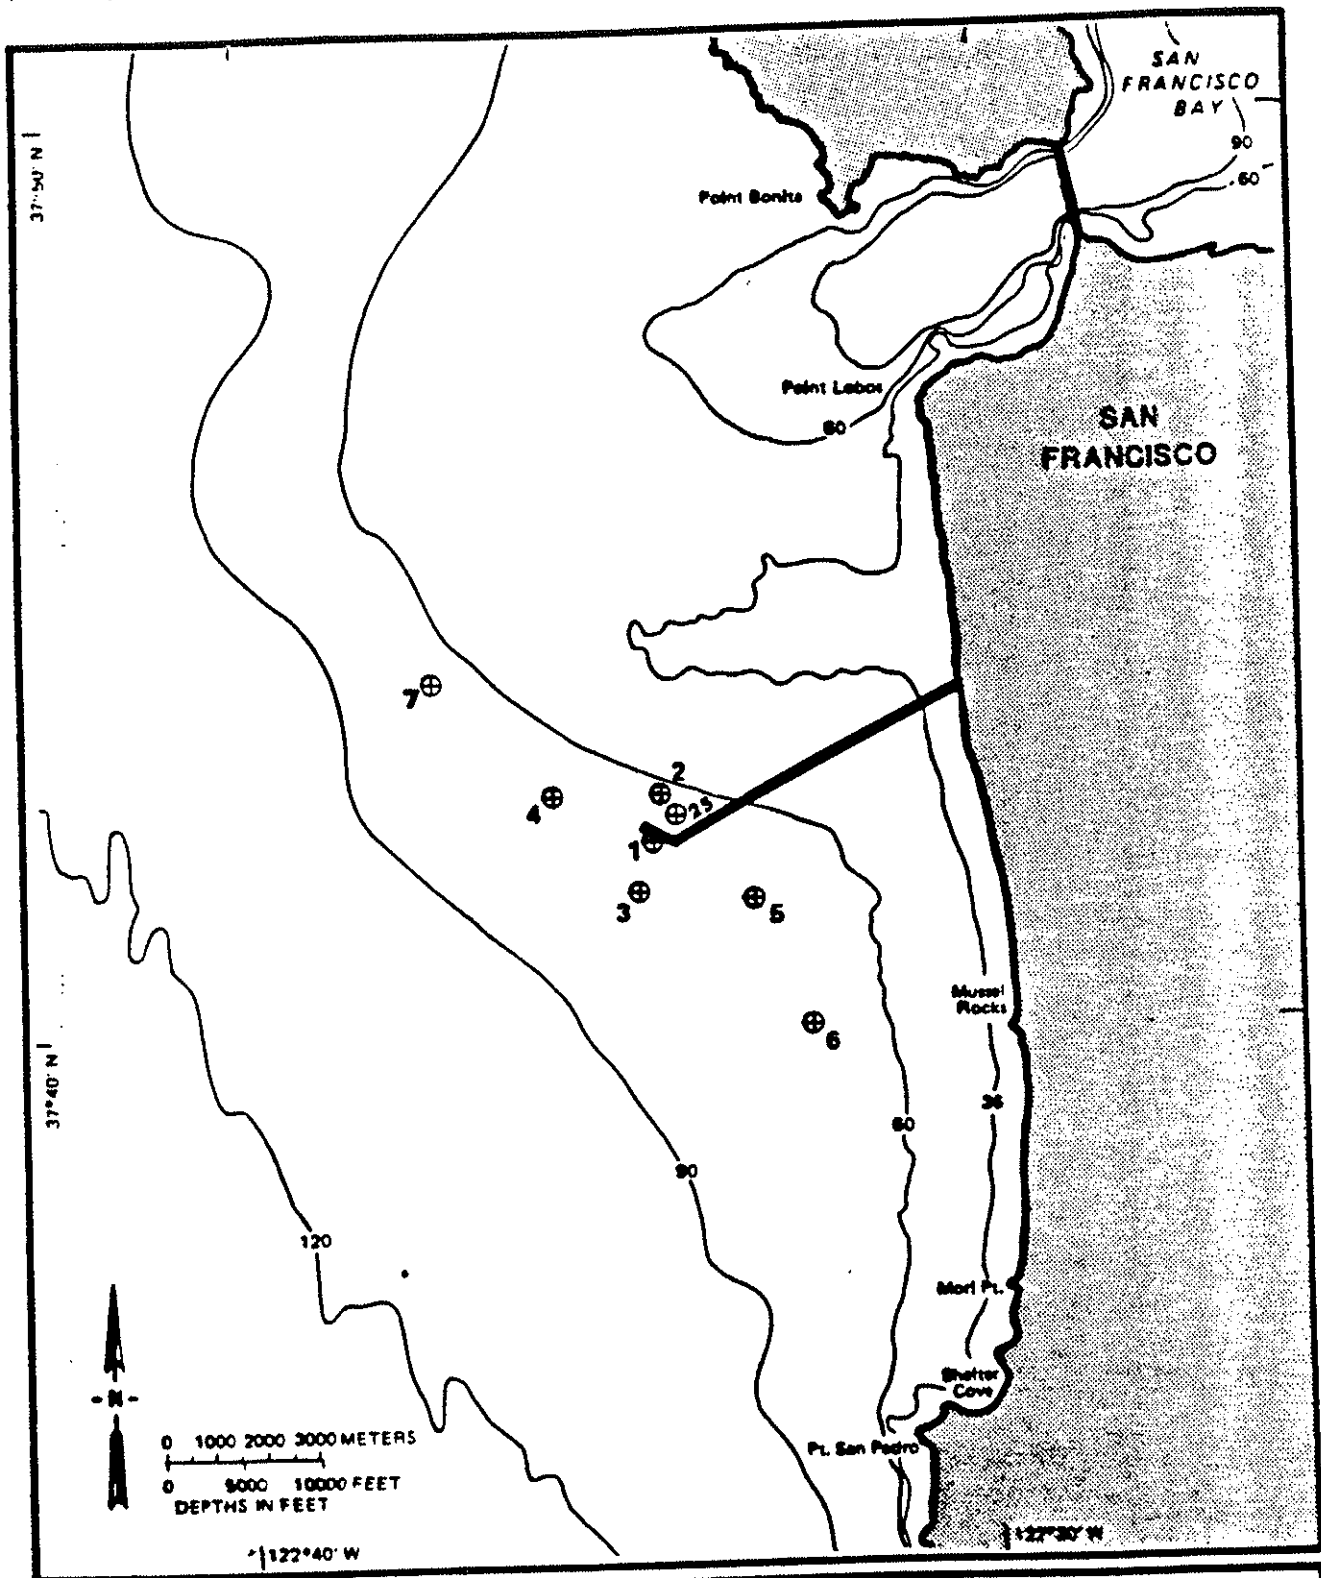 SAN
FRANCISCO
BAY
90
60
37°50' N
Point Bonita
Point Lobos
60
SAN
FRANCISCO
7
2
4
25
1
3
5
Mussel
Rocks
6
37°40' N
36
60
90
120
Mori Pt.
Shelter
Cove
- N -
Pt. San Pedro
0 1000 2000 3000 METERS
0 5000 10000 FEET
DEPTHS IN FEET
122°30' W
122°40' W